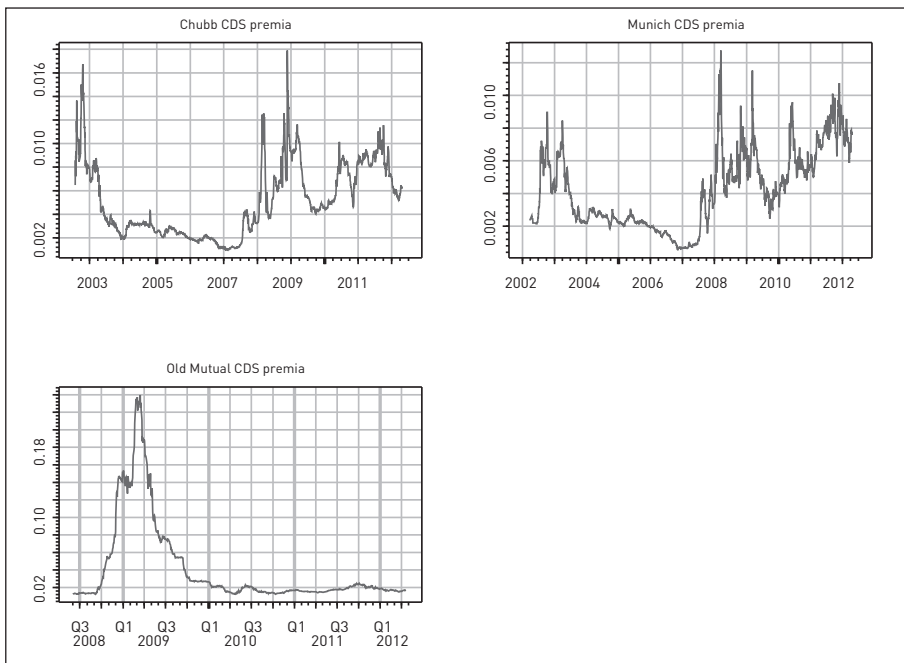 Chubb CDS premia
0.016
0.010
0.002
2003 2005 2007 2009 2011
Munich CDS premia
0.010
0.006
0.002
2002 2004 2006 2008 2010 2012
Old Mutual CDS premia
0.18
0.10
0.02
Q3 Q1 Q3 Q1 Q3 Q1 Q3 Q1
2008 2009 2010 2011 2012